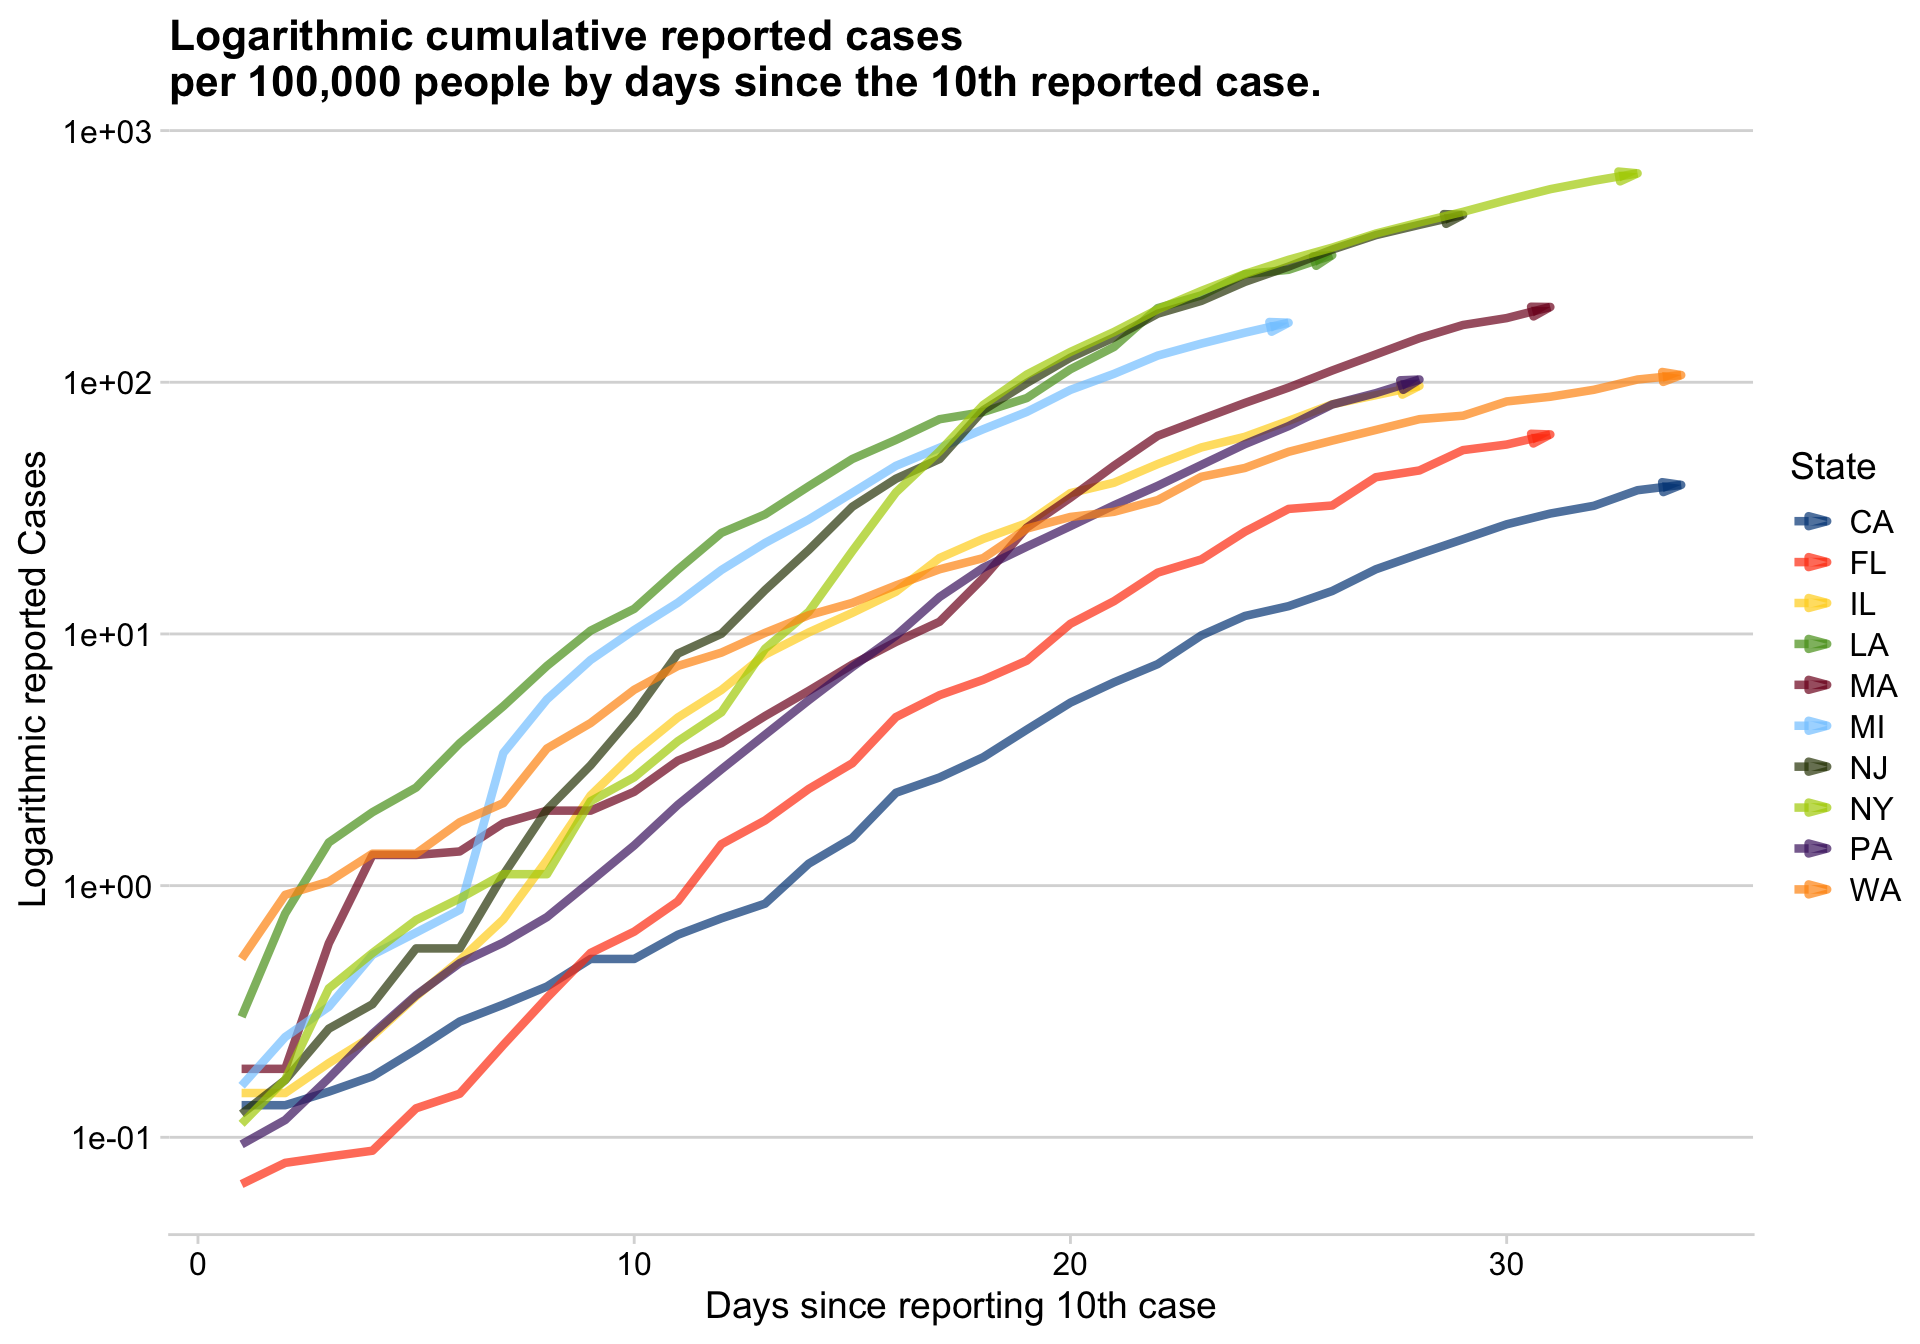 Logarithmic cumulative reported cases
per 100,000 people by days since the 10th reported case.
1e+03
1e+02
1e+01
1e+00
1e-01
Logarithmic reported Cases
0
10
20
30
Days since reporting 10th case
State
CA
FL
IL
LA
MA
MI
NJ
NY
PA
WA